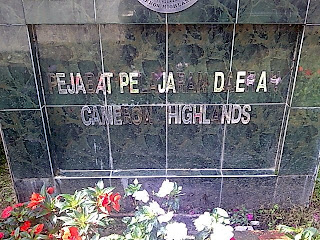 PEJABAT PELAJARAN DAERAH
CAMERON HIGHLANDS